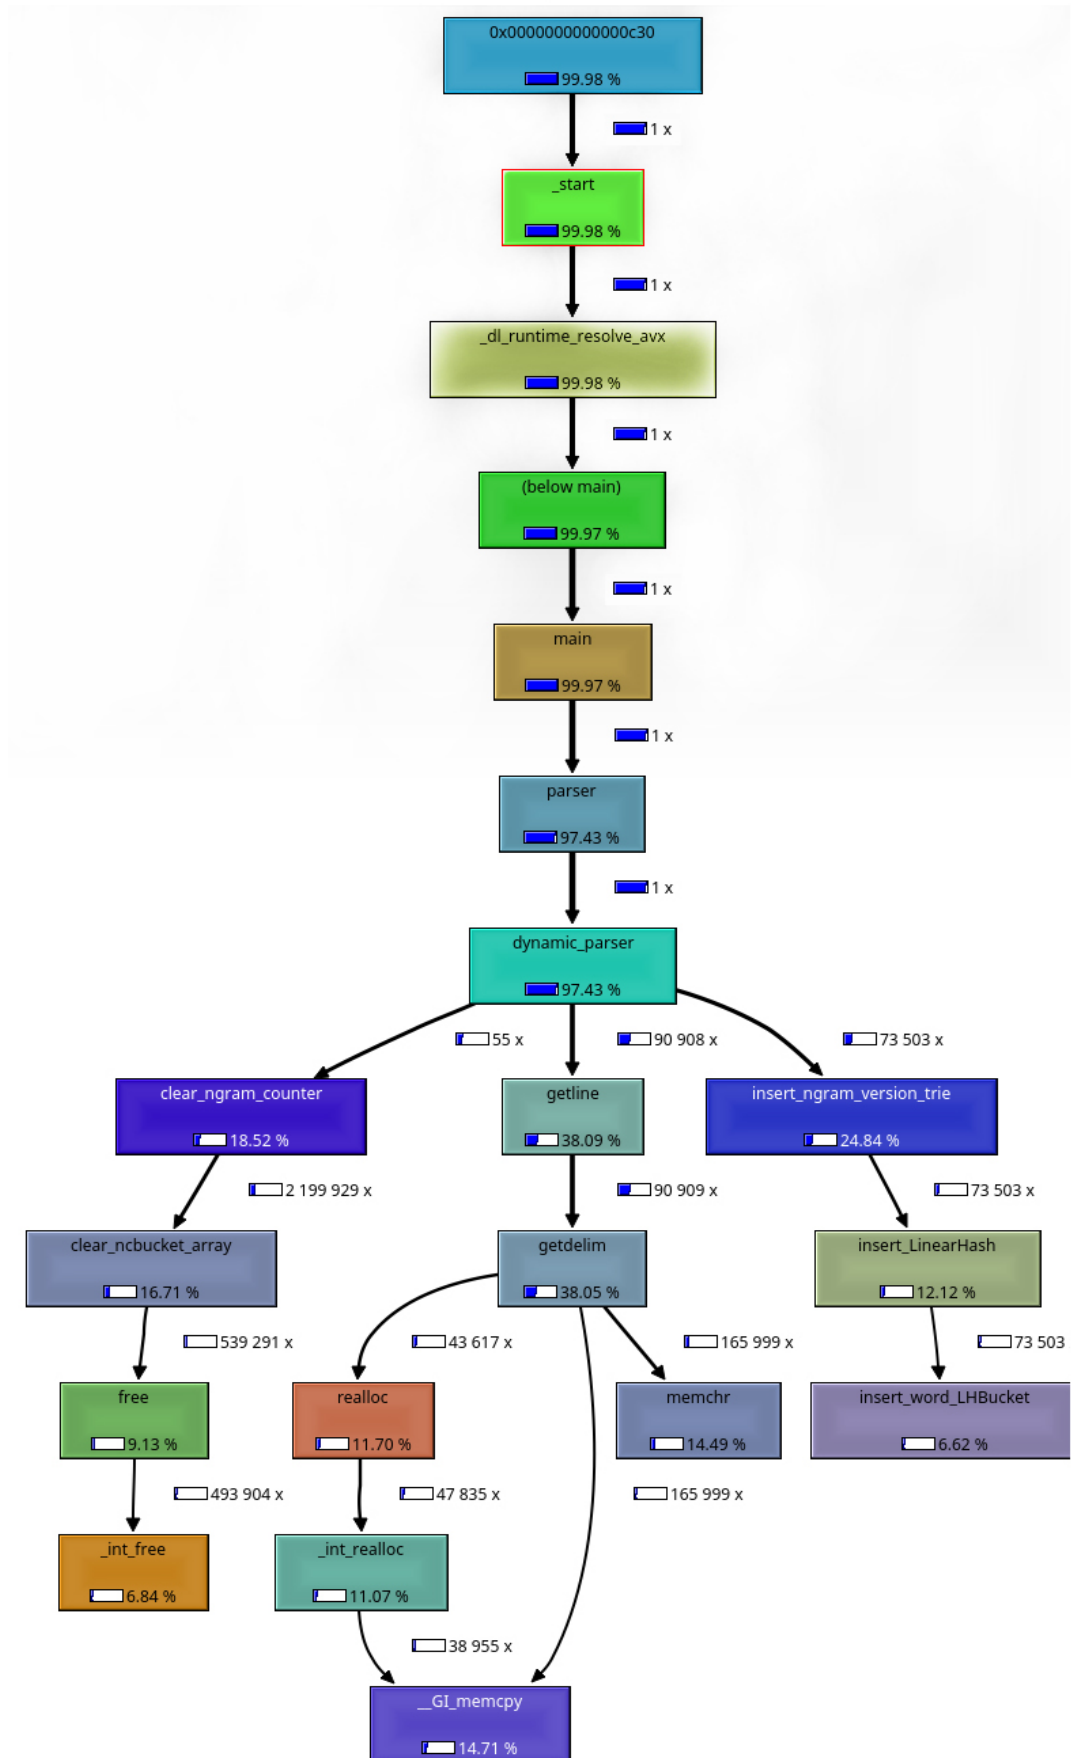 0x0000000000000c30
99.98 %
1 x
_start
99.98 %
1 x
_dl_runtime_resolve_avx
99.98 %
1 x
(below main)
99.97 %
1 x
main
99.97 %
1 x
parser
97.43 %
1 x
dynamic_parser
97.43 %
55 x
90 908 x
73 503 x
clear_ngram_counter
18.52 %
getline
38.09 %
insert_ngram_version_trie
24.84 %
2 199 929 x
90 909 x
73 503 x
clear_ncbucket_array
16.71 %
getdelim
38.05 %
insert_LinearHash
12.12 %
539 291 x
43 617 x
165 999 x
73 503
free
9.13 %
realloc
11.70 %
memchr
14.49 %
insert_word_LHBucket
6.62 %
493 904 x
47 835 x
165 999 x
_int_free
6.84 %
_int_realloc
11.07 %
38 955 x
__GI_memcpy
14.71 %